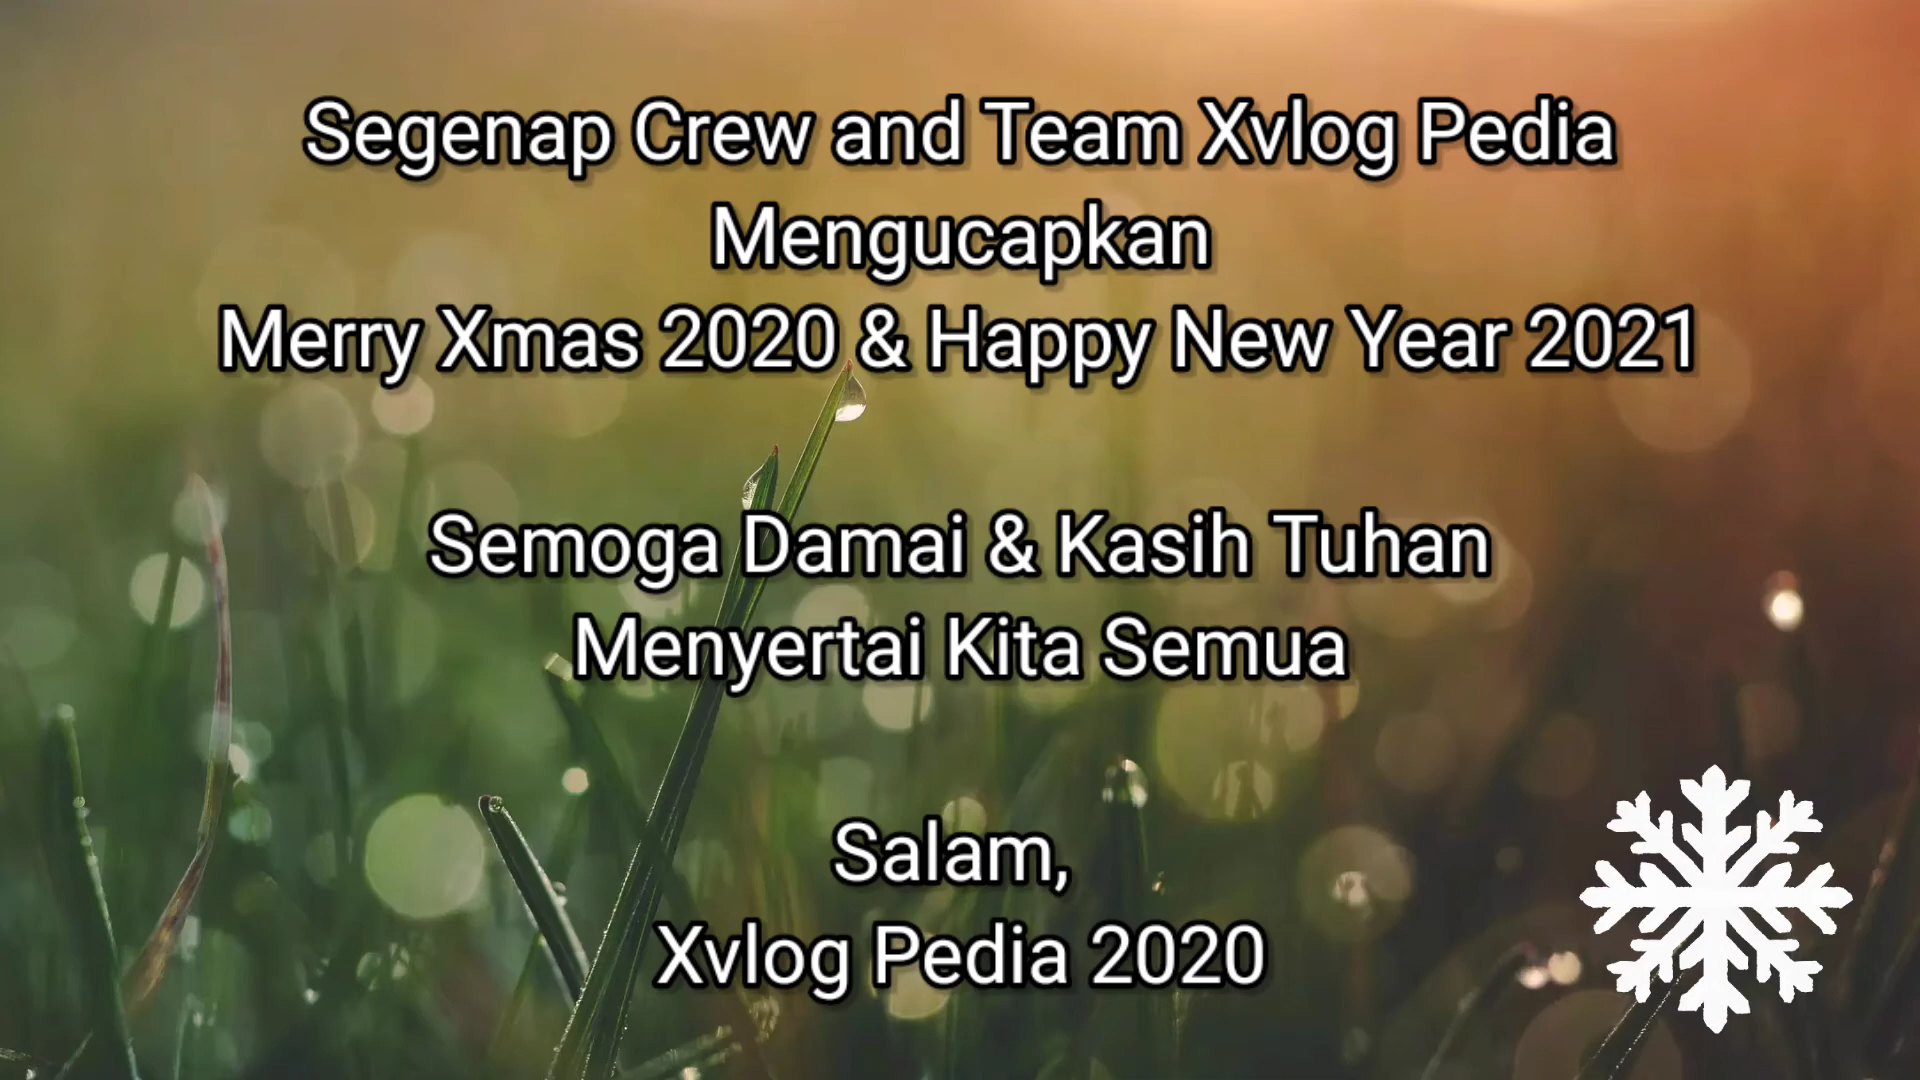 Segenap Crew and Team Xvlog Pedia
Mengucapkan
Merry Xmas 2020 & Happy New Year 2021
Semoga Damai & Kasih Tuhan
Menyertai Kita Semua
Salam,
Xvlog Pedia 2020